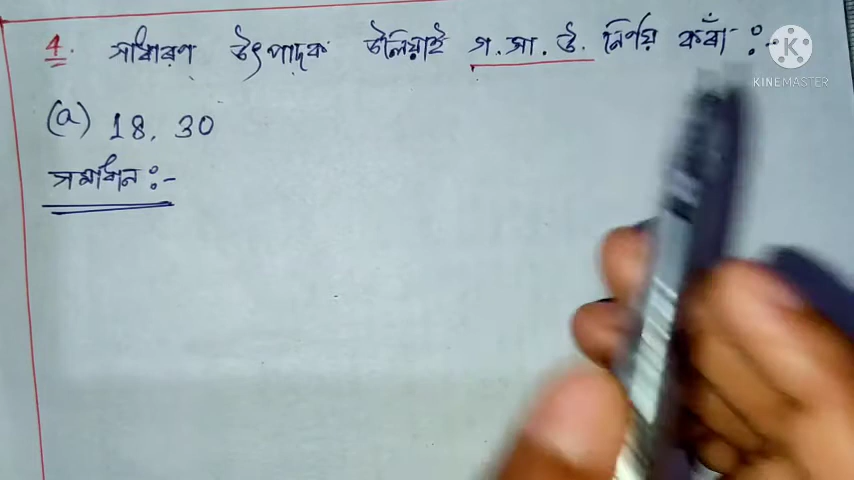 4. সাধাৰণ উৎপাদক উলিয়াই গ.সা.উ. নিৰ্ণয় কৰাঁ :-
(a) 18, 30
সমাধান :-
KINEMASTER